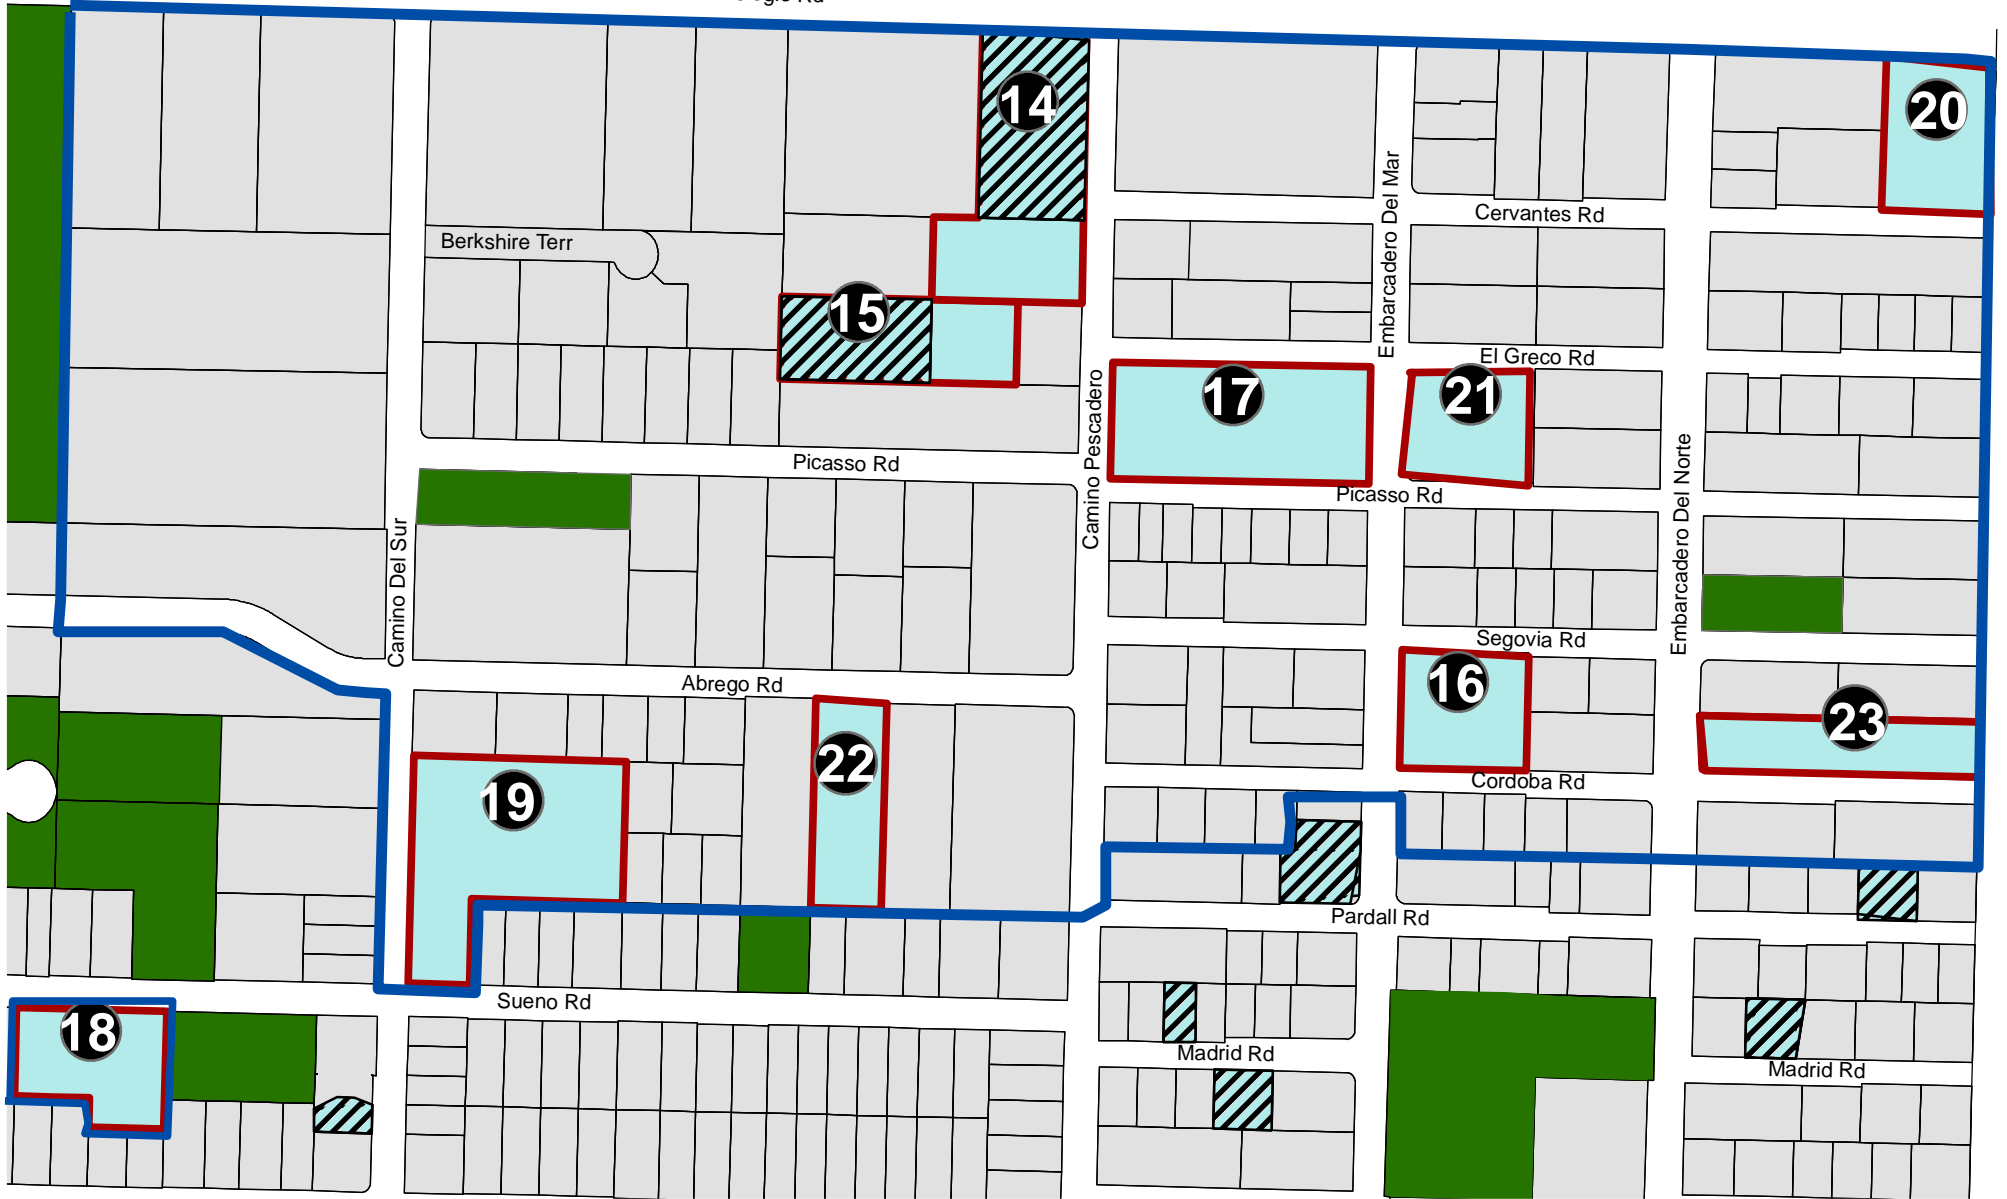 14
20
Embarcadero Del Mar
Cervantes Rd
Berkshire Terr
15
El Greco Rd
17
21
Camino Pescadero
Picasso Rd
Picasso Rd
Embarcadero Del Norte
Camino Del Sur
Segovia Rd
Abrego Rd
16
23
22
19
Cordoba Rd
Pardall Rd
Sueno Rd
18
Madrid Rd
Madrid Rd